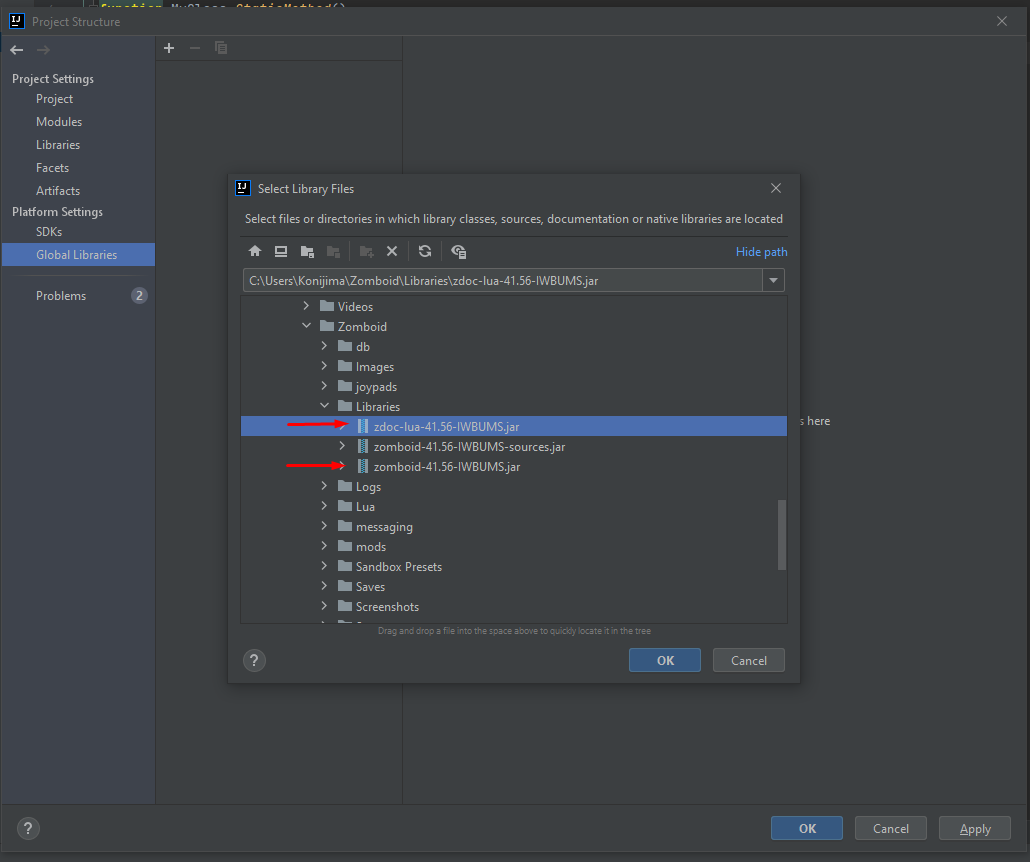 function MyClass.StaticMethod()
IJ
Project Structure
Project Settings
Project
Modules
Libraries
Facets
Artifacts
Platform Settings
SDKs
Global Libraries
Problems 2
IJ
Select Library Files
Select files or directories in which library classes, sources, documentation or native libraries are located
Hide path
C:\Users\Konijima\Zomboid\Libraries\zdoc-lua-41.56-IWBUMS.jar
Videos
Zomboid
db
Images
joypads
Libraries
zdoc-lua-41.56-IWBUMS.jar
zomboid-41.56-IWBUMS-sources.jar
zomboid-41.56-IWBUMS.jar
Logs
Lua
messaging
mods
Sandbox Presets
Saves
Screenshots
Drag and drop a file into the space above to quickly locate it in the tree
?
OK
Cancel
s here
?
OK
Cancel
Apply